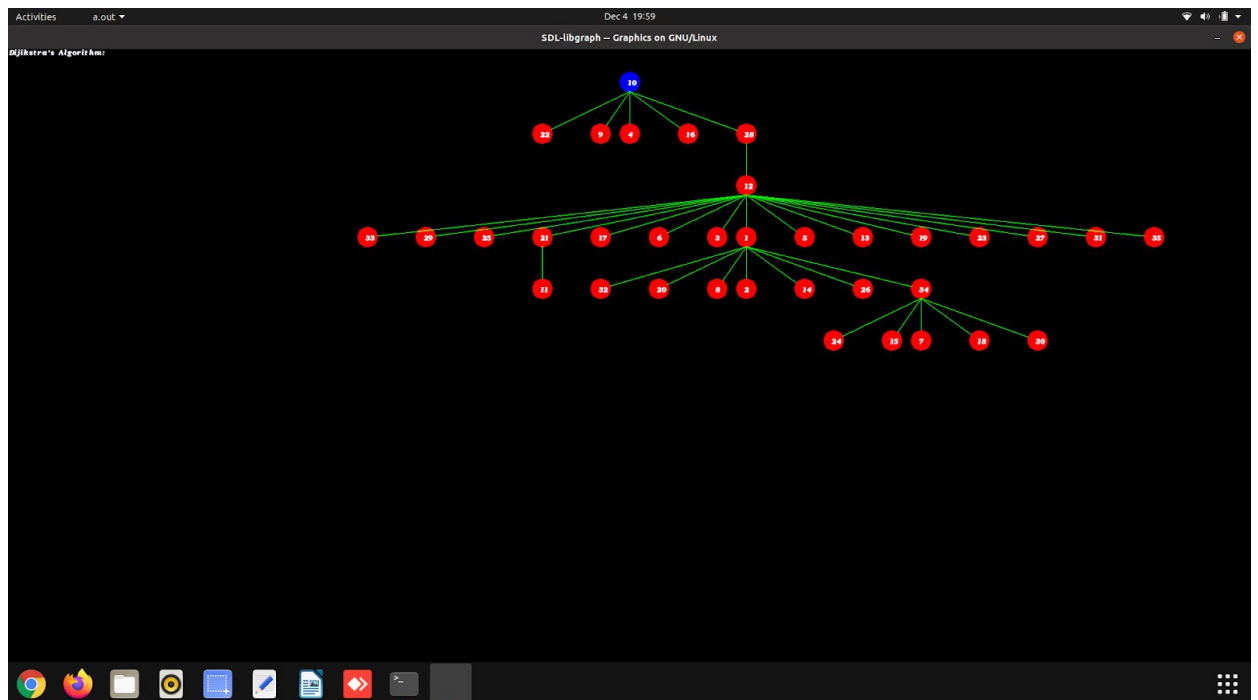 Activities a.out Dec 4 19:59
SDL-libgraph -- Graphics on GNU/Linux
Dijikstra's Algorithm:
10
22 9 4 16 28
12
33 29 25 21 17 6 3 1 5 13 19 23 27 31 35
11 32 20 8 2 14 26 34
24 15 7 18 30